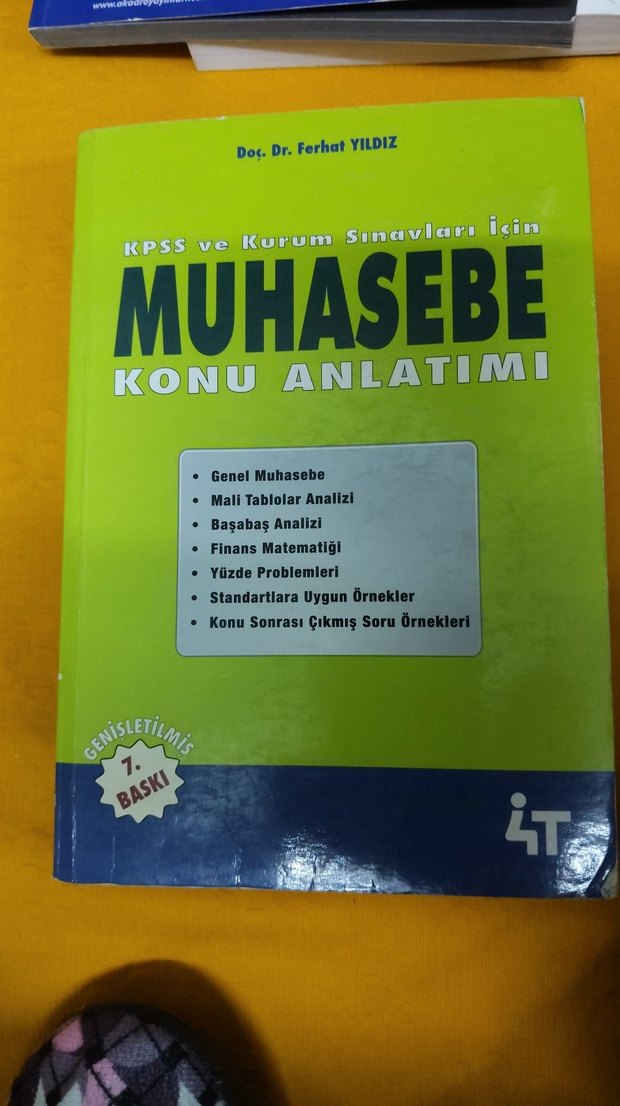 Doç. Dr. Ferhat YILDIZ
KPSS ve Kurum Sınavları İçin
MUHASEBE
KONU ANLATIMI
• Genel Muhasebe
• Mali Tablolar Analizi
• Başabaş Analizi
• Finans Matematiği
• Yüzde Problemleri
• Standartlara Uygun Örnekler
• Konu Sonrası Çıkmış Soru Örnekleri
GENİŞLETİLMİŞ
7.
BASKI
4T